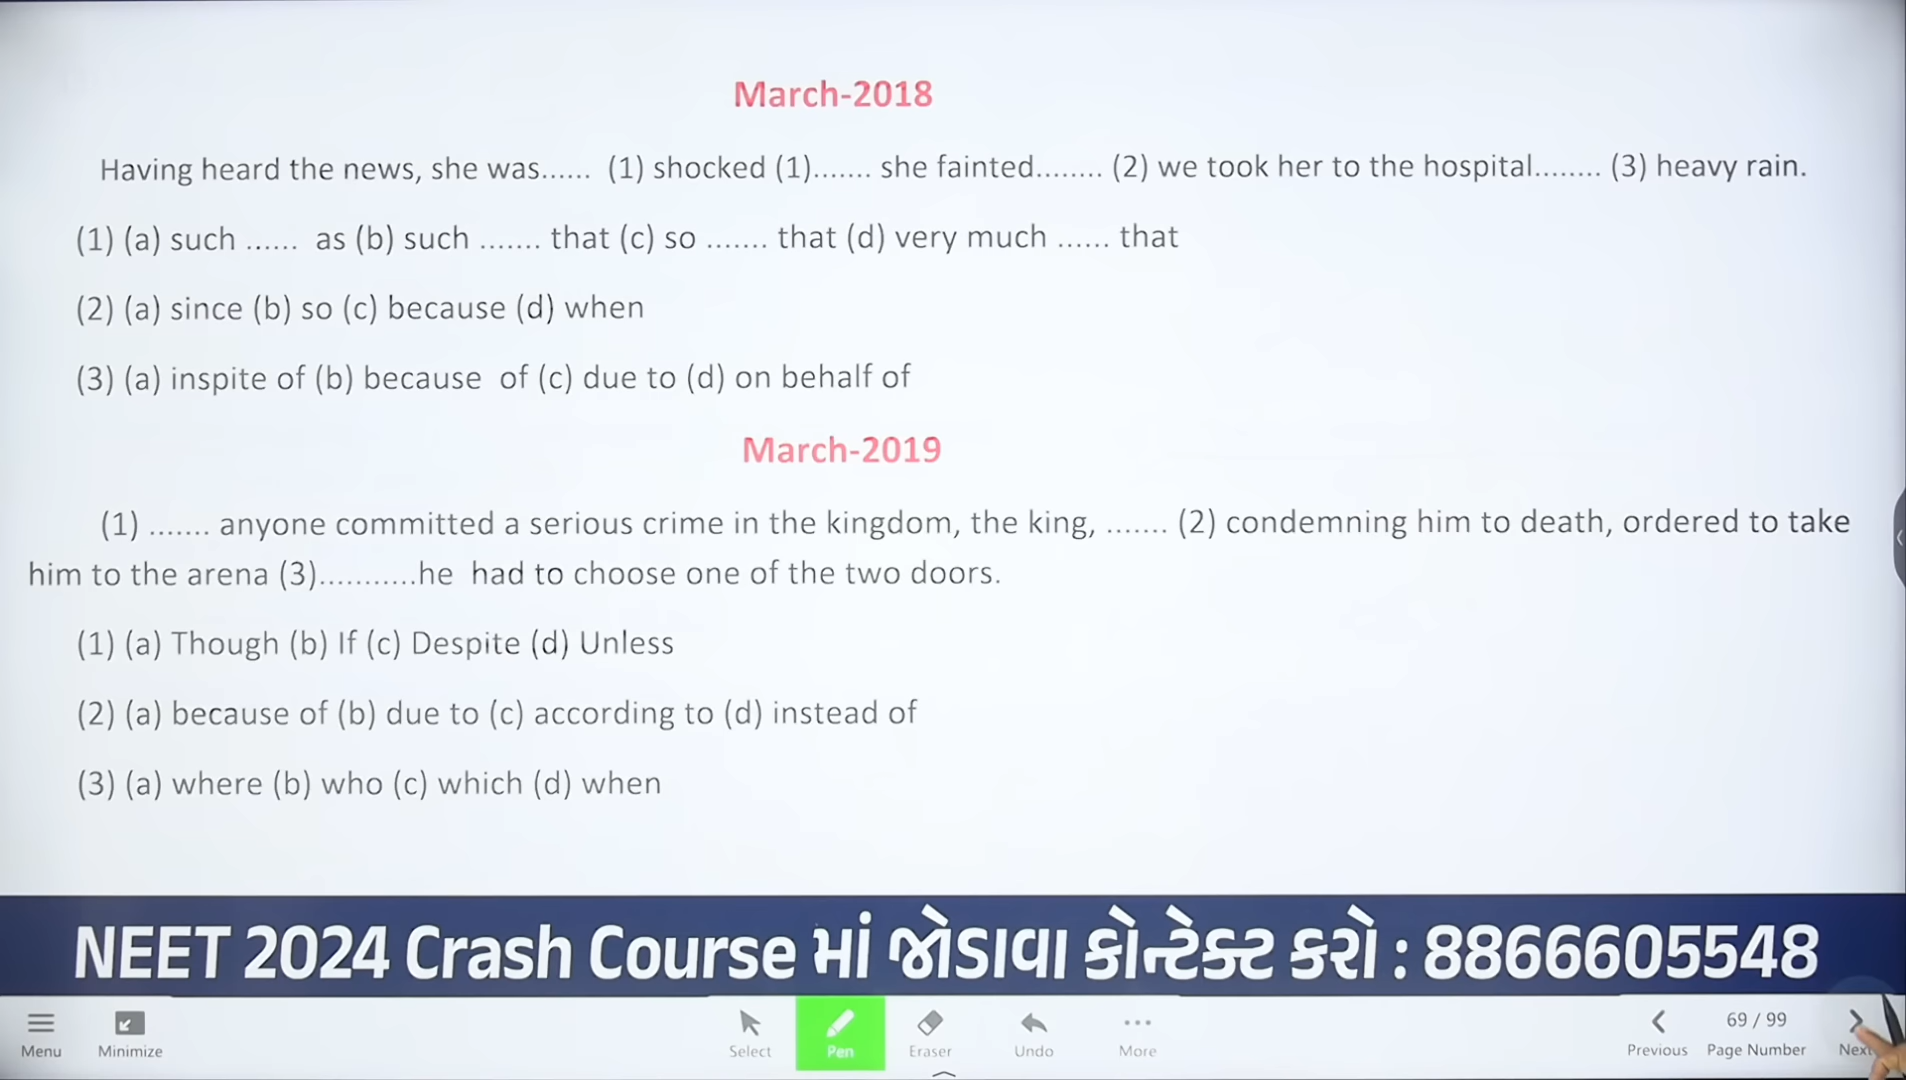 March-2018
Having heard the news, she was...... (1) shocked (1)....... she fainted........ (2) we took her to the hospital........ (3) heavy rain.
(1) (a) such ...... as (b) such ....... that (c) so ....... that (d) very much ...... that
(2) (a) since (b) so (c) because (d) when
(3) (a) inspite of (b) because of (c) due to (d) on behalf of
March-2019
(1) ....... anyone committed a serious crime in the kingdom, the king, ....... (2) condemning him to death, ordered to take
him to the arena (3)...........he had to choose one of the two doors.
(1) (a) Though (b) If (c) Despite (d) Unless
(2) (a) because of (b) due to (c) according to (d) instead of
(3) (a) where (b) who (c) which (d) when
NEET 2024 Crash Course માં જોડાવા કોન્ટેક્ટ કરો : 8866605548
Menu Minimize Select Pen Eraser Undo More Previous 69 / 99 Page Number Next